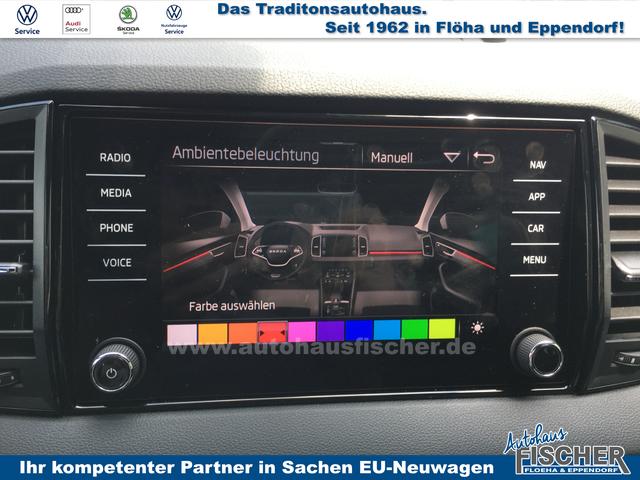 Das Traditonsautohaus.
Seit 1962 in Flöha und Eppendorf!
Service
Audi
Service
ŠKODA
Service
Nutzfahrzeuge
Service
RADIO
MEDIA
PHONE
VOICE
Ambientebeleuchtung
Manuell
NAV
APP
CAR
MENU
SKODA
Farbe auswählen
www.autohausfischer.de
Autohaus
FISCHER
FLOEHA & EPPENDORF
Ihr kompetenter Partner in Sachen EU-Neuwagen